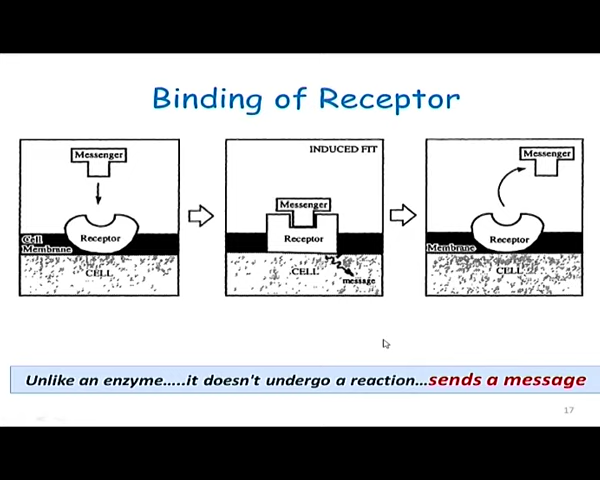 Binding of Receptor
Messenger
Receptor
Cell
Membrane
CELL
INDUCED FIT
Messenger
Receptor
CELL
message
Messenger
Receptor
Membrane
CELL
Unlike an enzyme.....it doesn't undergo a reaction...sends a message
17